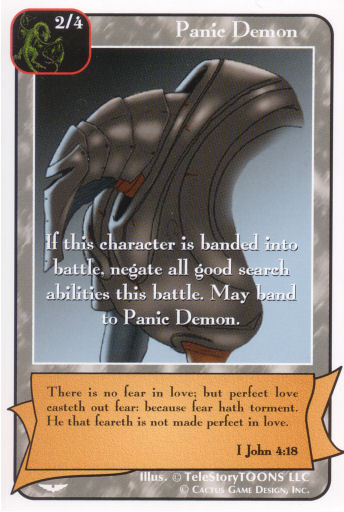 2/4
Panic Demon
If this character is banded into
battle, negate all good search
abilities this battle. May band
to Panic Demon.
There is no fear in love; but perfect love
casteth out fear: because fear hath torment.
He that feareth is not made perfect in love.
I John 4:18
Illus. © TeleStoryTOONS LLC
© Cactus Game Design, Inc.